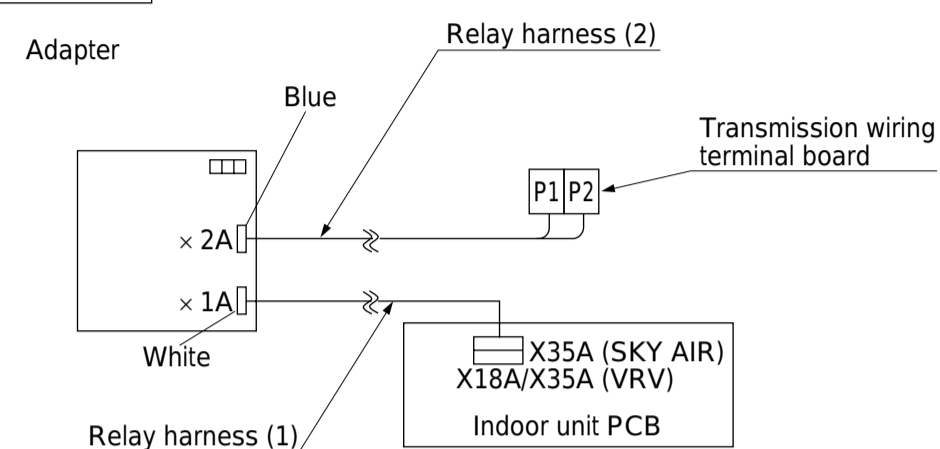 Adapter
Relay harness (2)
Blue
Transmission wiring
terminal board
P1 P2
× 2A
× 1A
White
X35A (SKY AIR)
X18A/X35A (VRV)
Indoor unit PCB
Relay harness (1)